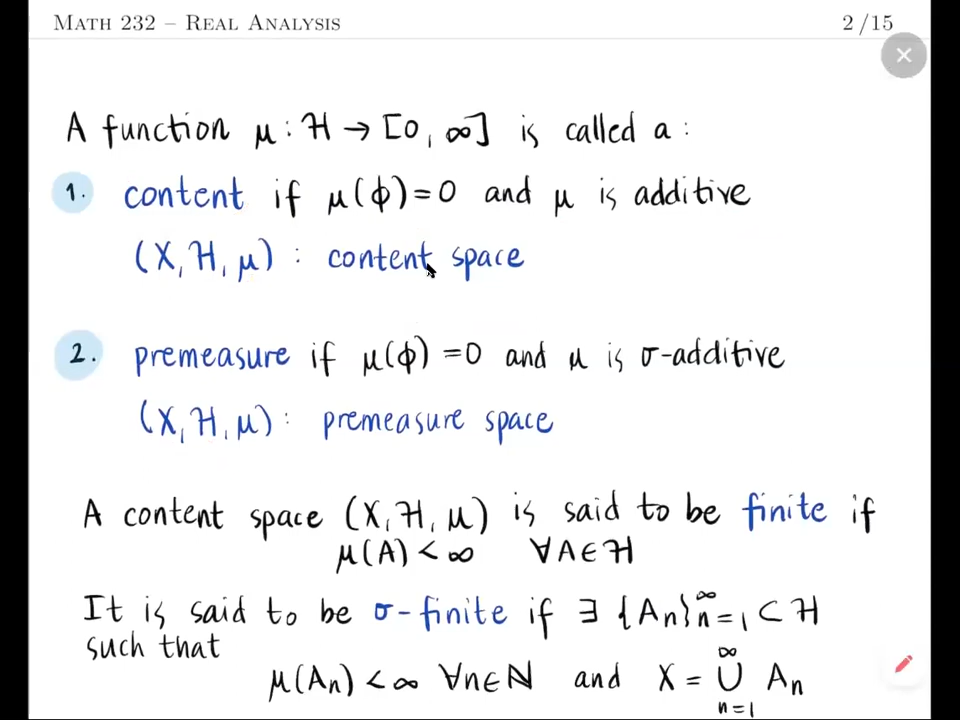 MATH 232 – REAL ANALYSIS 2 /15
A function μ : ℋ → [0, ∞] is called a :
1. content if μ(ϕ) = 0 and μ is additive
(X, ℋ, μ) : content space
2. premeasure if μ(ϕ) = 0 and μ is σ-additive
(X, ℋ, μ) : premeasure space
A content space (X, ℋ, μ) is said to be finite if
μ(A) < ∞ ∀A∈ℋ
It is said to be σ-finite if ∃ {Aₙ}ₙ₌₁^∞ ⊂ ℋ
such that
μ(Aₙ) < ∞ ∀n∈ℕ and X = ⋃ₙ₌₁^∞ Aₙ